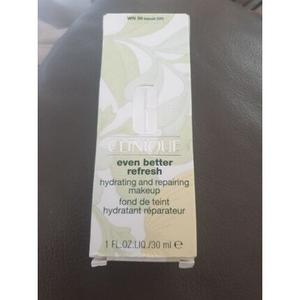 CLINIQUE
even better
refresh
hydrating and repairing
makeup
fond de teint
hydratant réparateur
1 FL.OZ.LIQ./30 ml e